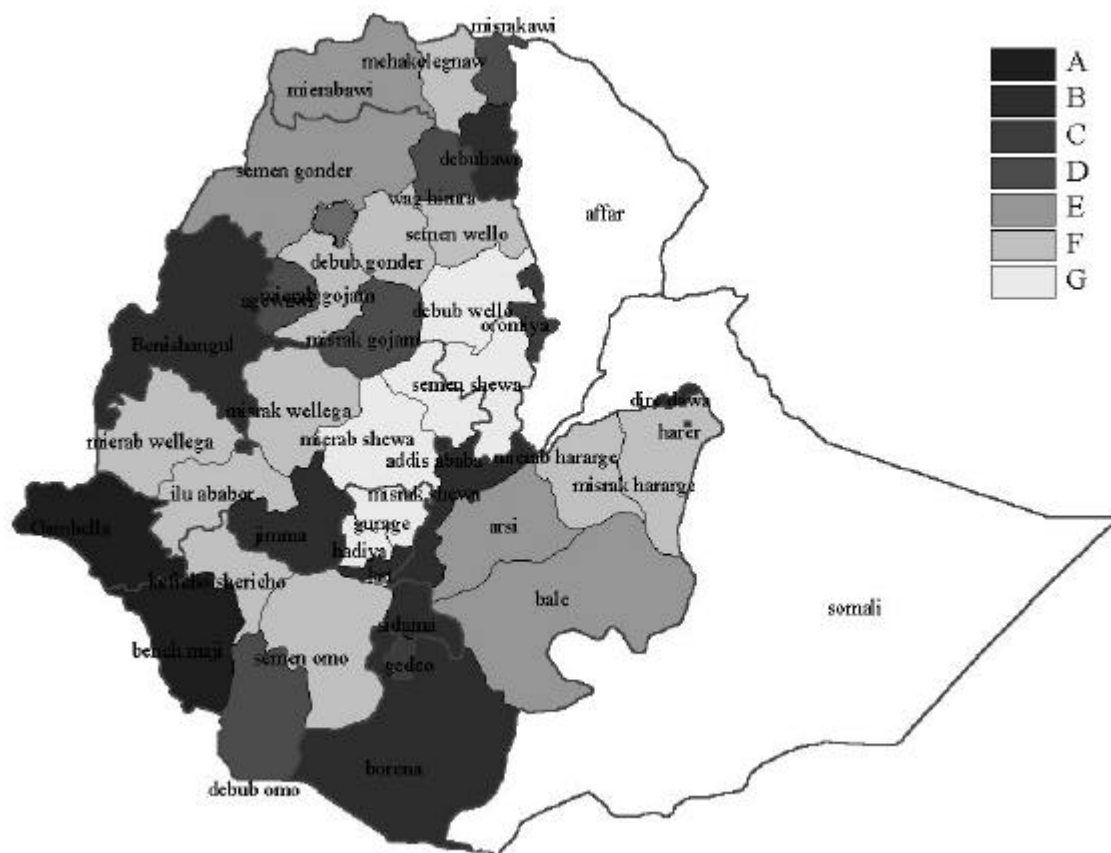 misrakawi
mehakelegnaw
A
mierabawi
B
C
debubawi
D
semen gonder
E
wag himra
affar
F
semen wello
G
debub gonder
mierab gojam
debub wello
oromiya
Benishangul
misrak gojam
semen shewa
dire dawa
misrak wellega
harer
mierab wellega
mierab shewa
addis ababa
mierab hararge
misrak hararge
ilu ababor
misrak shewa
Gambella
jimma
gurage
arsi
hadiya
keficho shericho
bale
somali
sidama
bench maji
semen omo
gedeo
borena
debub omo